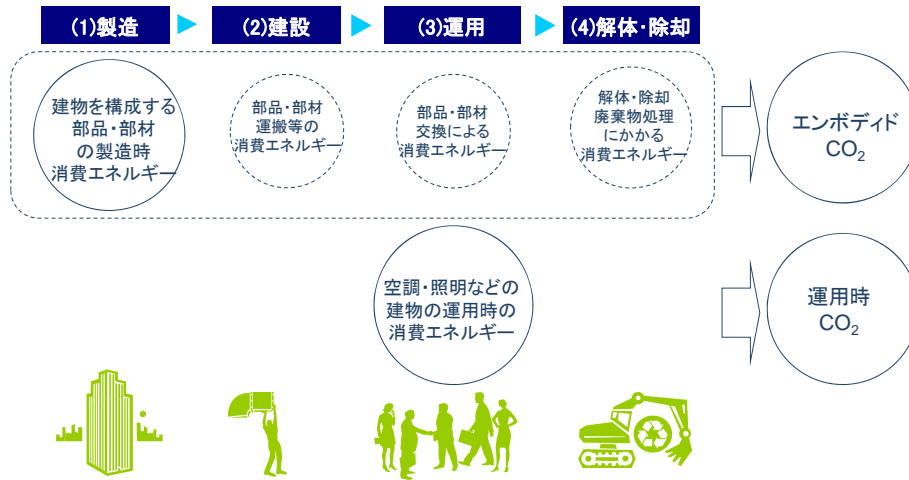 (1)製造
(2)建設
(3)運用
(4)解体・除却
建物を構成する
部品・部材
の製造時
消費エネルギー
部品・部材
運搬等の
消費エネルギー
部品・部材
交換による
消費エネルギー
解体・除却
廃棄物処理
にかかる
消費エネルギー
エンボディド
CO₂
空調・照明などの
建物の運用時の
消費エネルギー
運用時
CO₂